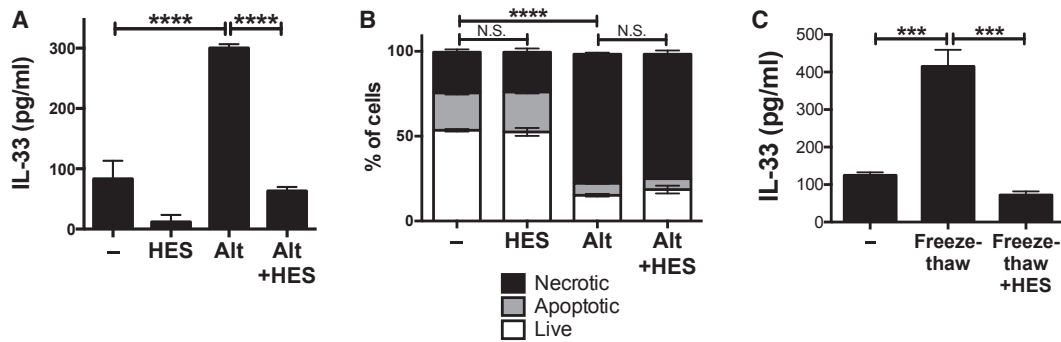 A
IL-33 (pg/ml)
300
200
100
0
**** ****
– HES Alt Alt
+HES
B
% of cells
100
50
0
****
N.S. N.S.
– HES Alt Alt
+HES
Necrotic
Apoptotic
Live
C
IL-33 (pg/ml)
500
400
300
200
100
0
*** ***
– Freeze- Freeze-
thaw thaw
+HES